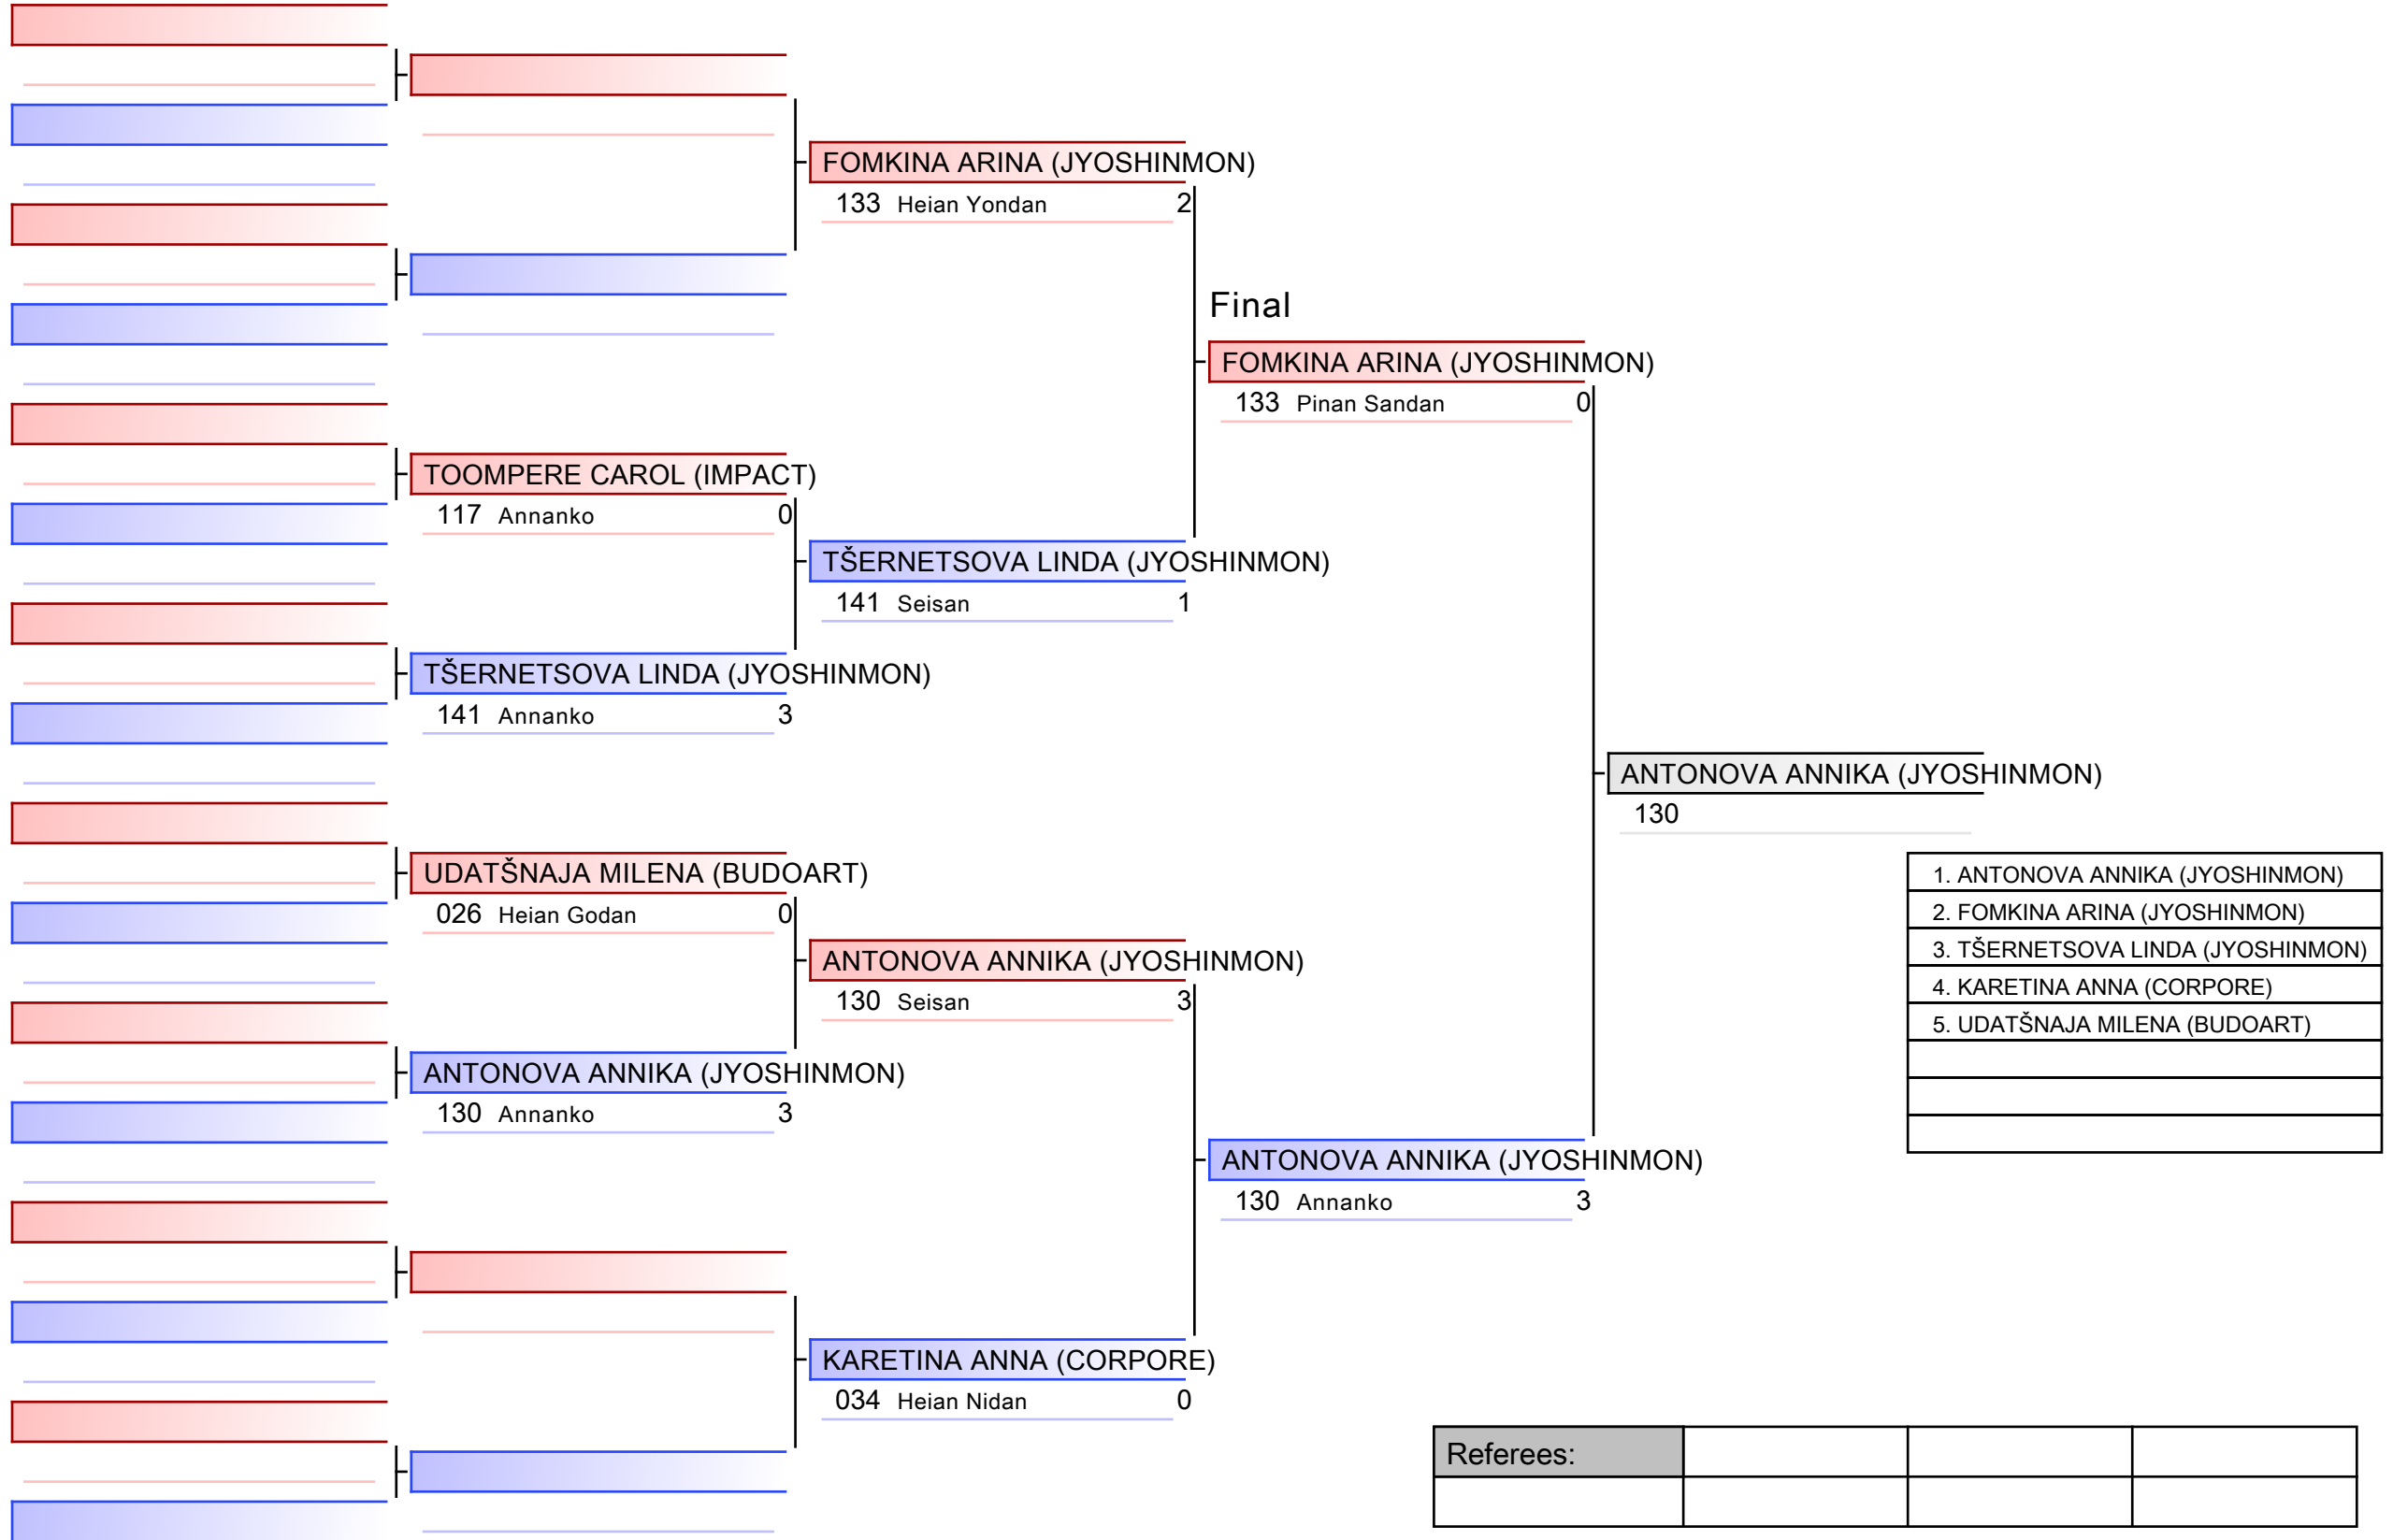 FOMKINA ARINA (JYOSHINMON)
133 Heian Yondan 2
Final
FOMKINA ARINA (JYOSHINMON)
133 Pinan Sandan 0
TOOMPERE CAROL (IMPACT)
117 Annanko 0
TŠERNETSOVA LINDA (JYOSHINMON)
141 Seisan 1
TŠERNETSOVA LINDA (JYOSHINMON)
141 Annanko 3
ANTONOVA ANNIKA (JYOSHINMON)
130
UDATŠNAJA MILENA (BUDOART)
026 Heian Godan 0
ANTONOVA ANNIKA (JYOSHINMON)
130 Seisan 3
ANTONOVA ANNIKA (JYOSHINMON)
130 Annanko 3
1. ANTONOVA ANNIKA (JYOSHINMON)
2. FOMKINA ARINA (JYOSHINMON)
3. TŠERNETSOVA LINDA (JYOSHINMON)
4. KARETINA ANNA (CORPORE)
5. UDATŠNAJA MILENA (BUDOART)
ANTONOVA ANNIKA (JYOSHINMON)
130 Annanko 3
KARETINA ANNA (CORPORE)
034 Heian Nidan 0
Referees: